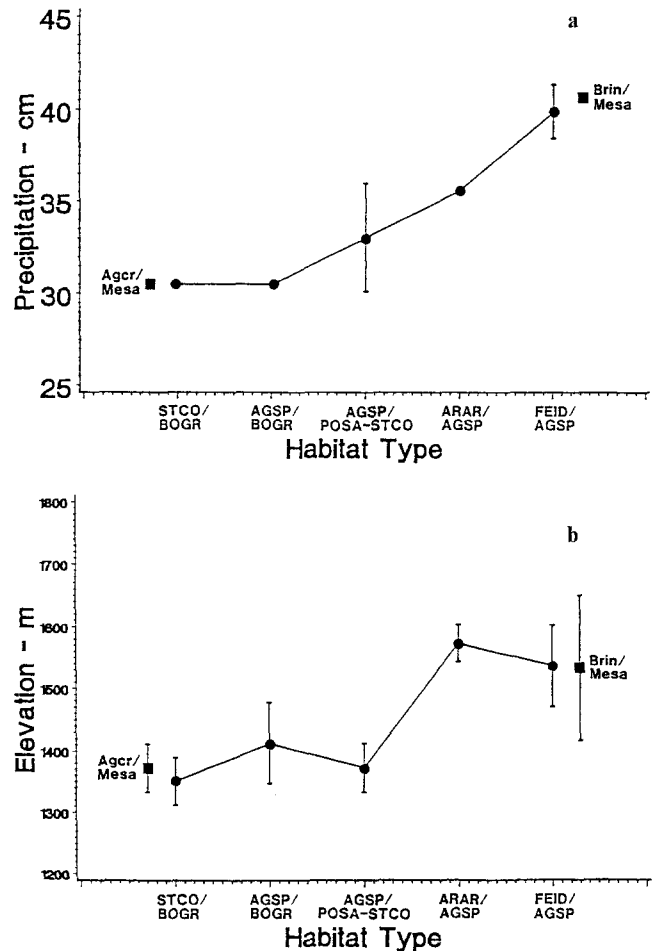 45
a
40
Brin/
Mesa
Precipitation - cm
35
Agcr/
Mesa
30
25
STCO/
BOGR
AGSP/
BOGR
AGSP/
POSA-STCO
ARAR/
AGSP
FEID/
AGSP
Habitat Type
1800
b
1700
Elevation - m
1600
Brin/
Mesa
1500
1400
Agcr/
Mesa
1300
1200
STCO/
BOGR
AGSP/
BOGR
AGSP/
POSA-STCO
ARAR/
AGSP
FEID/
AGSP
Habitat Type